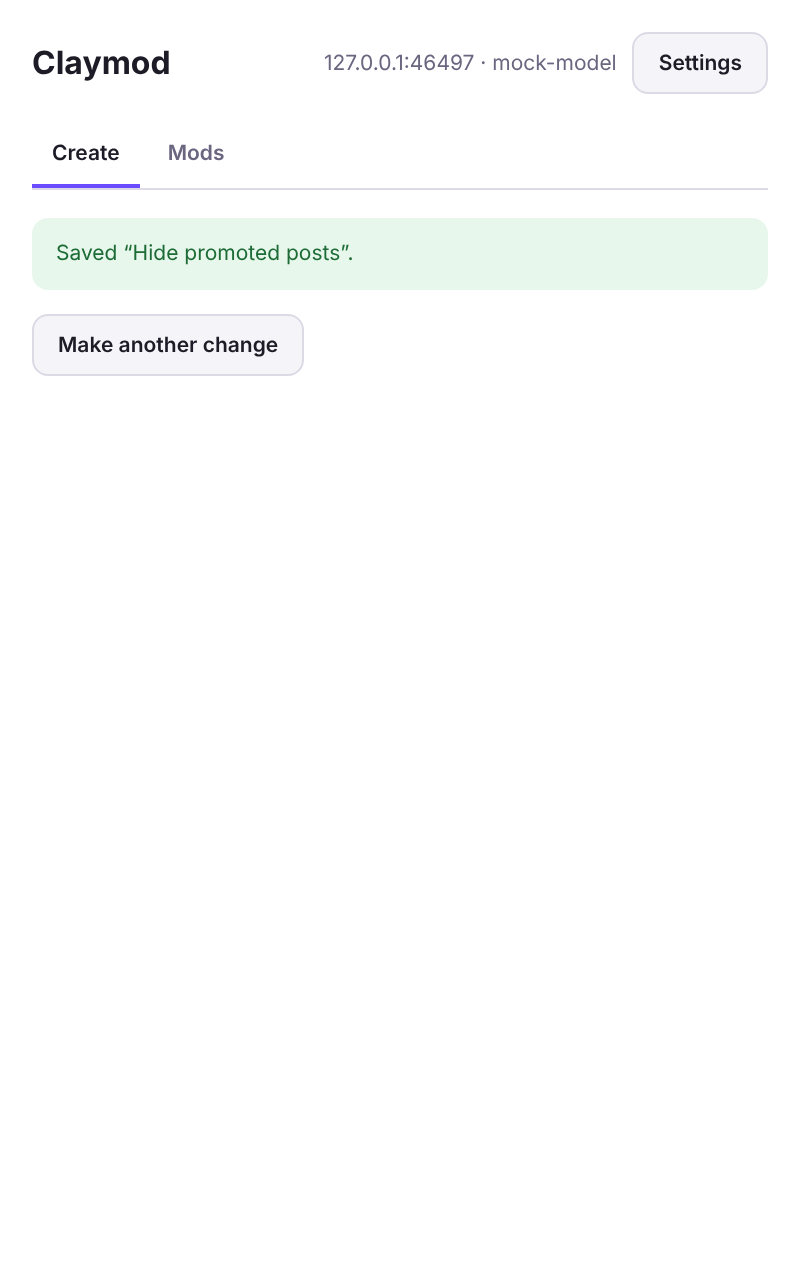 Claymod
127.0.0.1:46497 · mock-model
Settings
Create
Mods
Saved “Hide promoted posts”.
Make another change